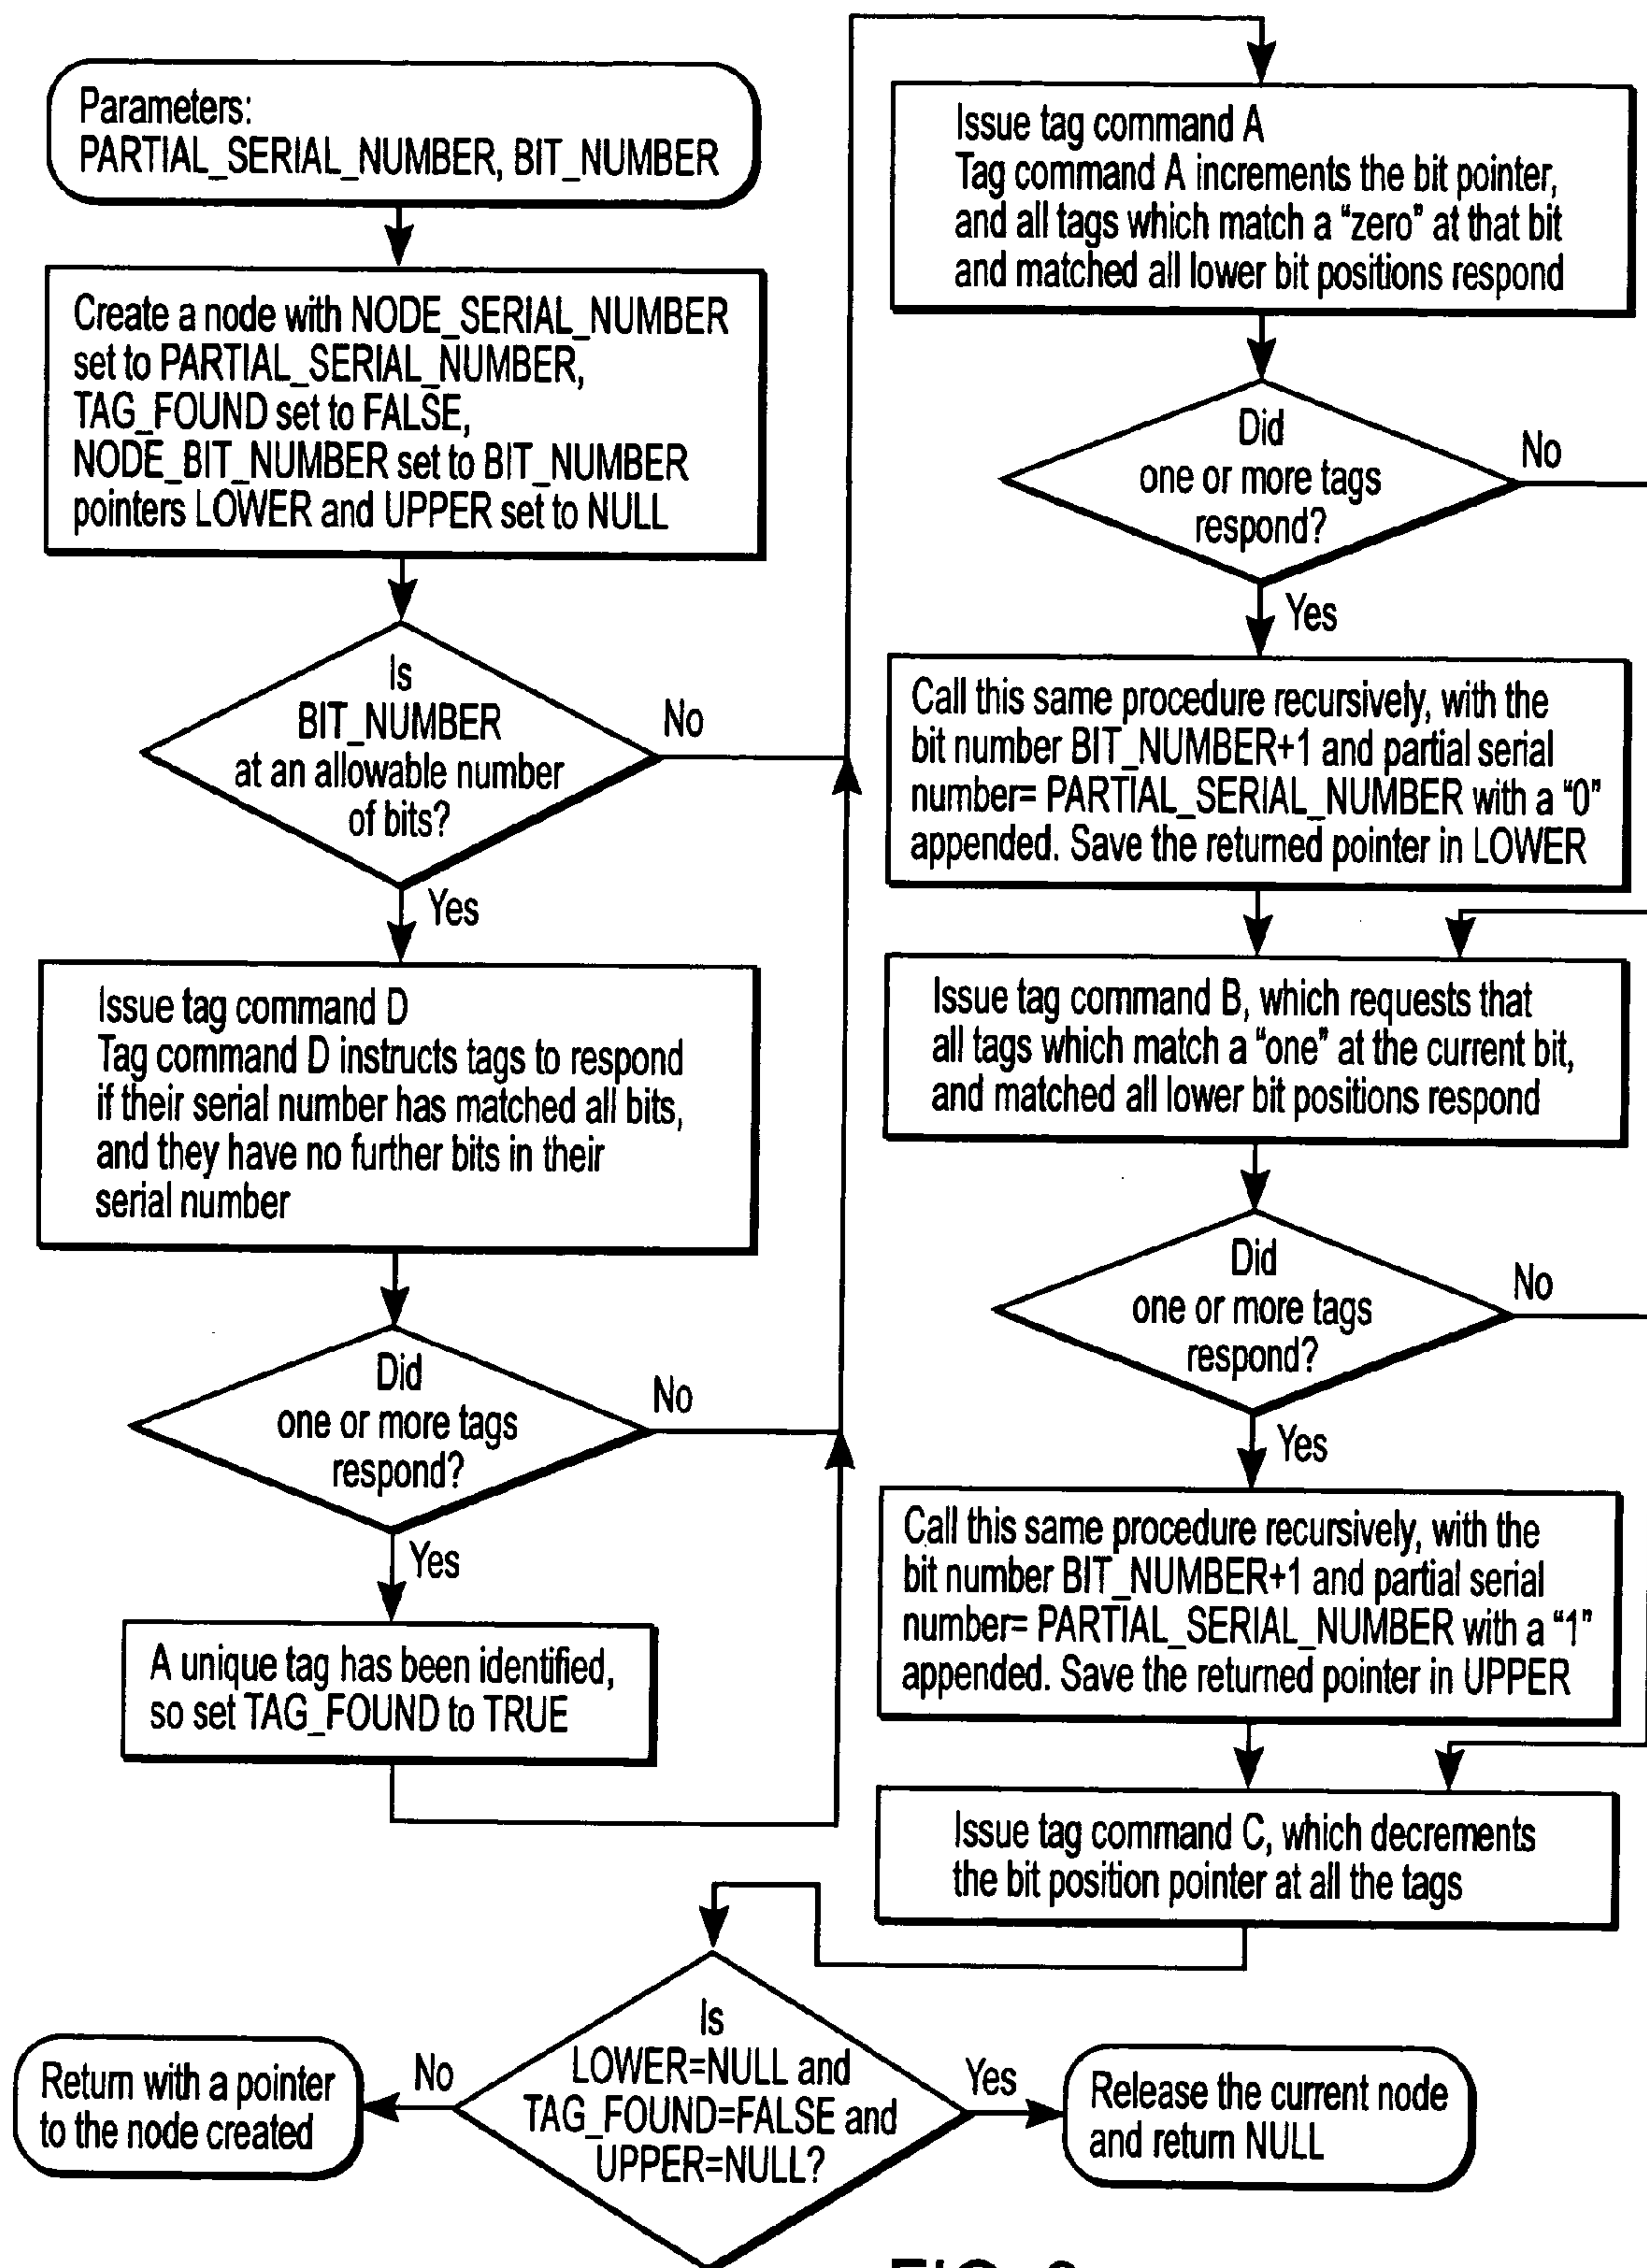 Parameters:
PARTIAL_SERIAL_NUMBER, BIT_NUMBER
Create a node with NODE_SERIAL_NUMBER
set to PARTIAL_SERIAL_NUMBER,
TAG_FOUND set to FALSE,
NODE_BIT_NUMBER set to BIT_NUMBER
pointers LOWER and UPPER set to NULL
Is
BIT_NUMBER
at an allowable number
of bits?
No
Yes
Issue tag command D
Tag command D instructs tags to respond
if their serial number has matched all bits,
and they have no further bits in their
serial number
Did
one or more tags
respond?
No
Yes
A unique tag has been identified,
so set TAG_FOUND to TRUE
Issue tag command A
Tag command A increments the bit pointer,
and all tags which match a “zero” at that bit
and matched all lower bit positions respond
Did
one or more tags
respond?
No
Yes
Call this same procedure recursively, with the
bit number BIT_NUMBER+1 and partial serial
number= PARTIAL_SERIAL_NUMBER with a “0”
appended. Save the returned pointer in LOWER
Issue tag command B, which requests that
all tags which match a “one” at the current bit,
and matched all lower bit positions respond
Did
one or more tags
respond?
No
Yes
Call this same procedure recursively, with the
bit number BIT_NUMBER+1 and partial serial
number= PARTIAL_SERIAL_NUMBER with a “1”
appended. Save the returned pointer in UPPER
Issue tag command C, which decrements
the bit position pointer at all the tags
Is
LOWER=NULL and
TAG_FOUND=FALSE and
UPPER=NULL?
No
Yes
Return with a pointer
to the node created
Release the current node
and return NULL